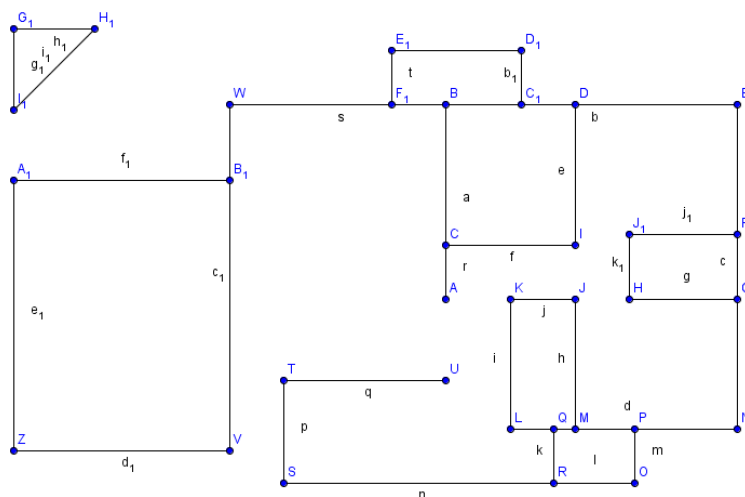 G₁ H₁
h₁
i₁
g₁
I₁
E₁ D₁
t b₁
W F₁ B C₁ D E
s b
f₁
A₁ B₁
e
a
J₁ j₁ F
C I
f
c₁ r k₁ g c
A K j J H G
e₁
i h
T U
q
d
L Q M P N
p
Z V k l m
d₁
S R O
n